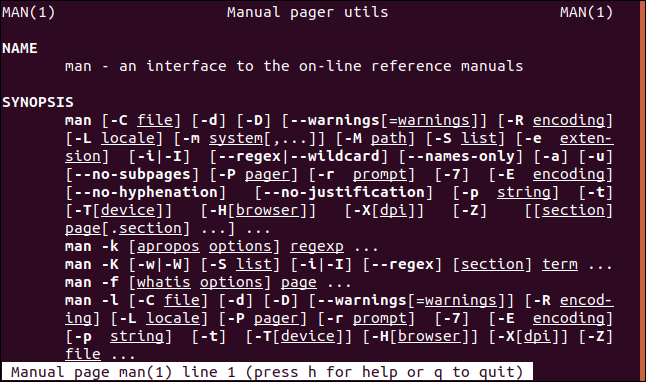 MAN(1) Manual pager utils MAN(1)
NAME
man - an interface to the on-line reference manuals
SYNOPSIS
man [-C file] [-d] [-D] [--warnings[=warnings]] [-R encoding]
[-L locale] [-m system[,...]] [-M path] [-S list] [-e exten-
sion] [-i|-I] [--regex|--wildcard] [--names-only] [-a] [-u]
[--no-subpages] [-P pager] [-r prompt] [-7] [-E encoding]
[--no-hyphenation] [--no-justification] [-p string] [-t]
[-T[device]] [-H[browser]] [-X[dpi]] [-Z] [[section]
page[.section] ...] ...
man -k [apropos options] regexp ...
man -K [-w|-W] [-S list] [-i|-I] [--regex] [section] term ...
man -f [whatis options] page ...
man -l [-C file] [-d] [-D] [--warnings[=warnings]] [-R encod-
ing] [-L locale] [-P pager] [-r prompt] [-7] [-E encoding]
[-p string] [-t] [-T[device]] [-H[browser]] [-X[dpi]] [-Z]
file ...
Manual page man(1) line 1 (press h for help or q to quit)